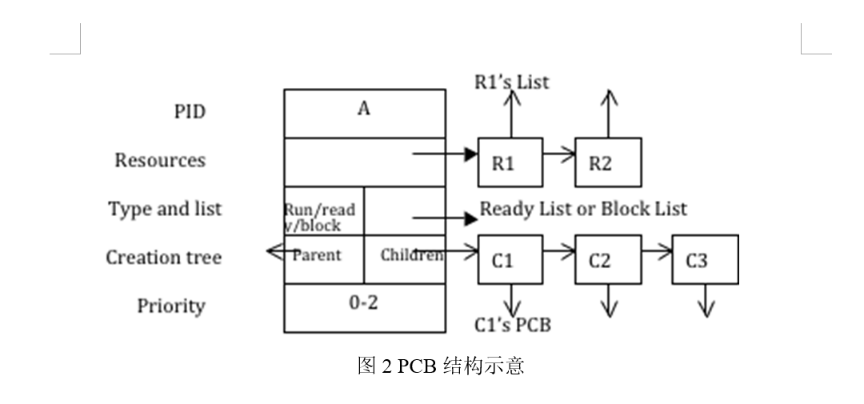 R1's List
PID
A
Resources
R1
R2
Type and list
Run/read
y/block
Ready List or Block List
Creation tree
Parent
Children
C1
C2
C3
Priority
0-2
C1's PCB
图 2 PCB 结构示意